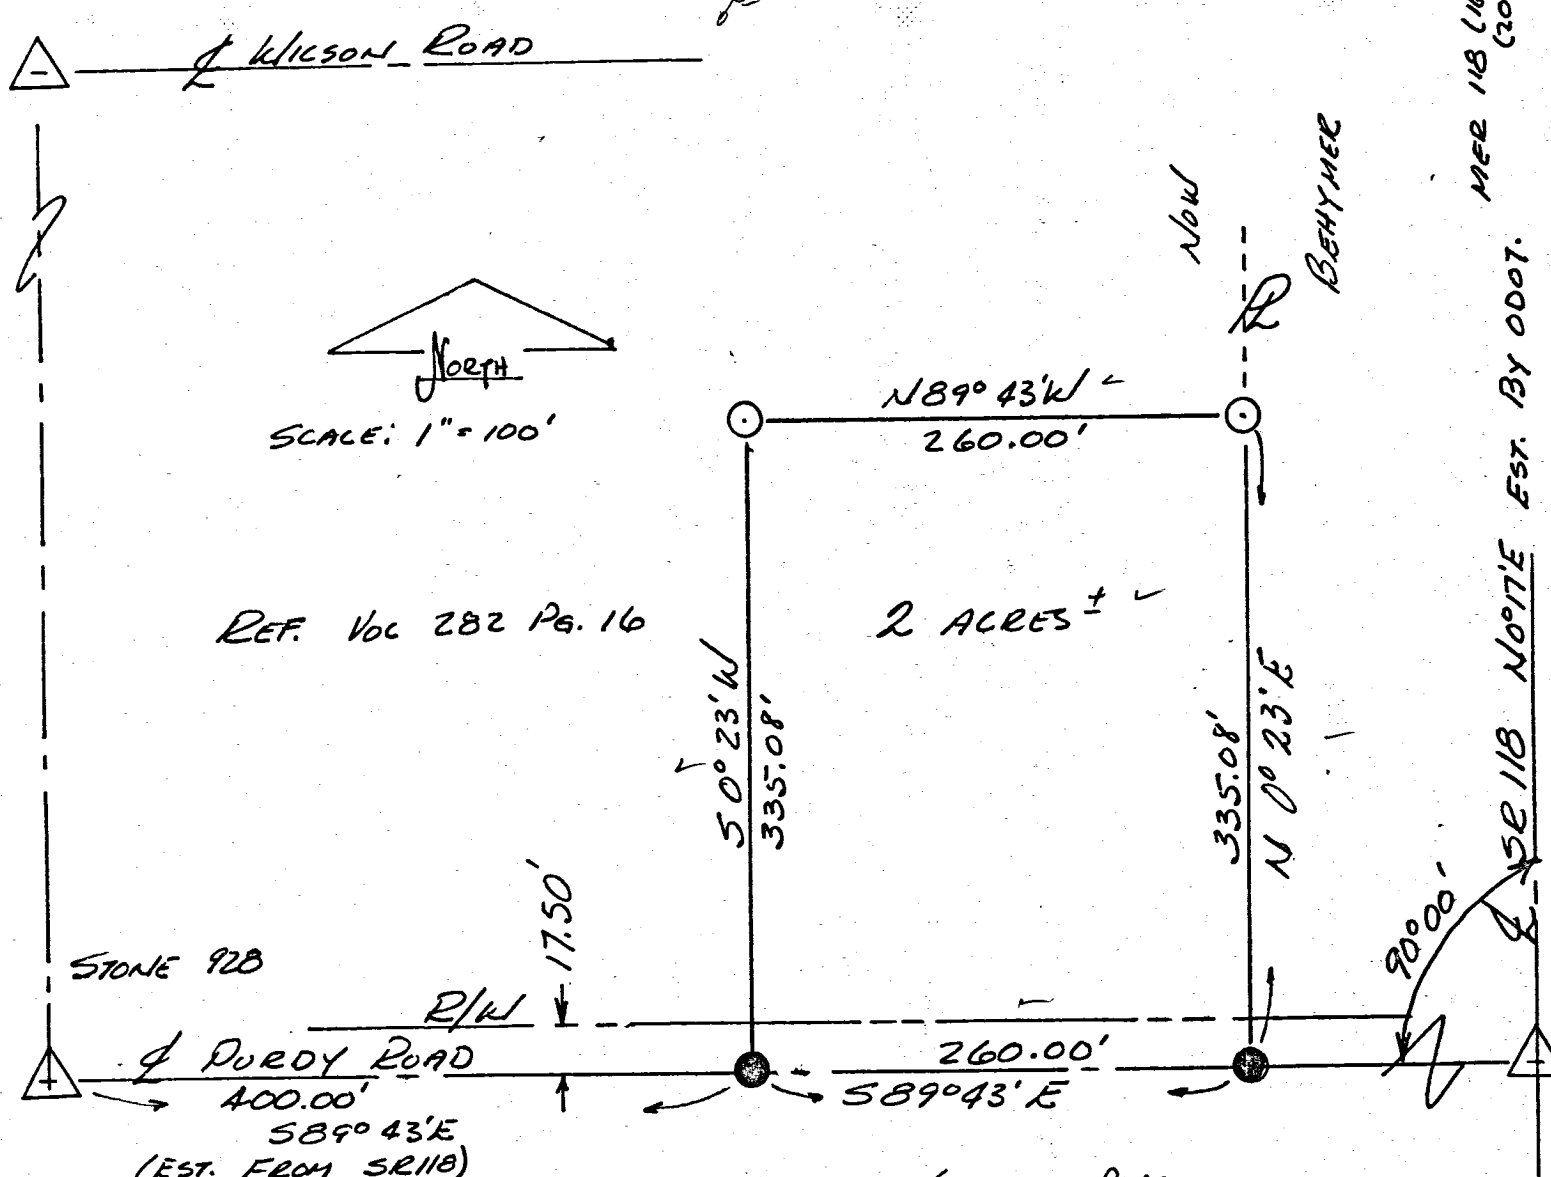 ℄ WILSON ROAD
MER 118
NOW
BEHYMER
℄ SR 118 N0°17'E EST. BY ODOT.
NORTH
SCALE: 1"=100'
N89°43'W
260.00'
PL
REF. VOL 282 PG. 16
2 ACRES ±
S 0° 23' W
335.08'
335.08'
N 0° 23' E
90°00'
17.50'
STONE 928
R/W
℄ PURDY ROAD
400.00'
S89° 43'E
(EST. FROM SR118)
260.00'
S89°43'E